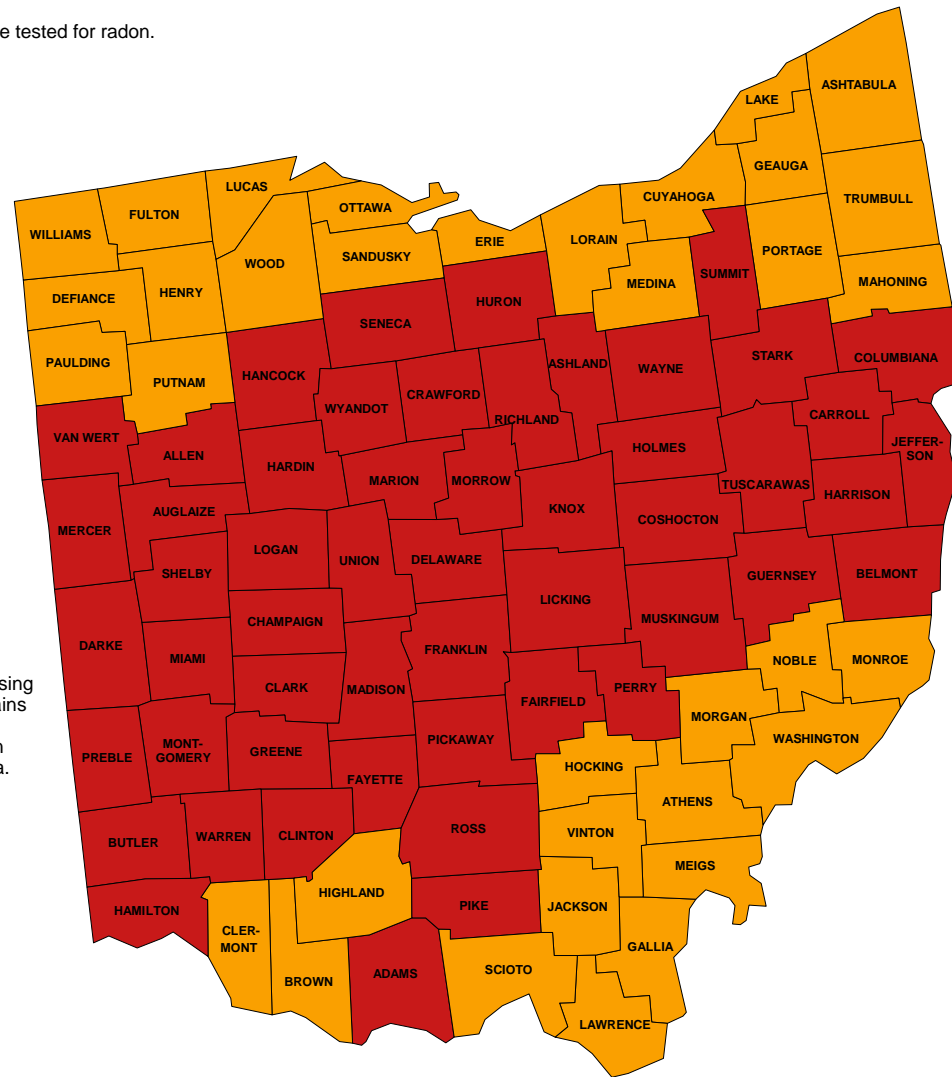 e tested for radon.
ASHTABULA
LAKE
GEAUGA
LUCAS
CUYAHOGA
TRUMBULL
OTTAWA
FULTON
WILLIAMS
ERIE
LORAIN
PORTAGE
WOOD
SANDUSKY
SUMMIT
MEDINA
MAHONING
HENRY
DEFIANCE
HURON
SENECA
STARK
COLUMBIANA
PAULDING
ASHLAND
WAYNE
HANCOCK
PUTNAM
CRAWFORD
WYANDOT
RICHLAND
CARROLL
VAN WERT
JEFFER-
SON
ALLEN
HARDIN
HOLMES
MARION
MORROW
TUSCARAWAS
HARRISON
KNOX
AUGLAIZE
COSHOCTON
MERCER
LOGAN
UNION
DELAWARE
SHELBY
GUERNSEY
BELMONT
LICKING
CHAMPAIGN
MUSKINGUM
DARKE
FRANKLIN
MIAMI
NOBLE
MONROE
CLARK
MADISON
PERRY
sing
FAIRFIELD
ains
MORGAN
PICKAWAY
WASHINGTON
n
MONT-
GOMERY
PREBLE
GREENE
HOCKING
a.
FAYETTE
ATHENS
ROSS
VINTON
WARREN
CLINTON
BUTLER
MEIGS
HIGHLAND
PIKE
JACKSON
HAMILTON
CLER-
MONT
GALLIA
SCIOTO
ADAMS
BROWN
LAWRENCE